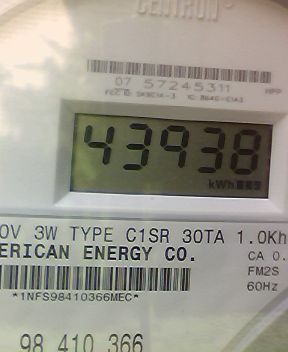 CENTRON
07 57245311
HPP
43938
kWh
0V 3W TYPE C1SR 30TA 1.0Kh
ERICAN ENERGY CO.
CA 0.
FM2S
60Hz
*1NFS98410366MEC*
98 410 366